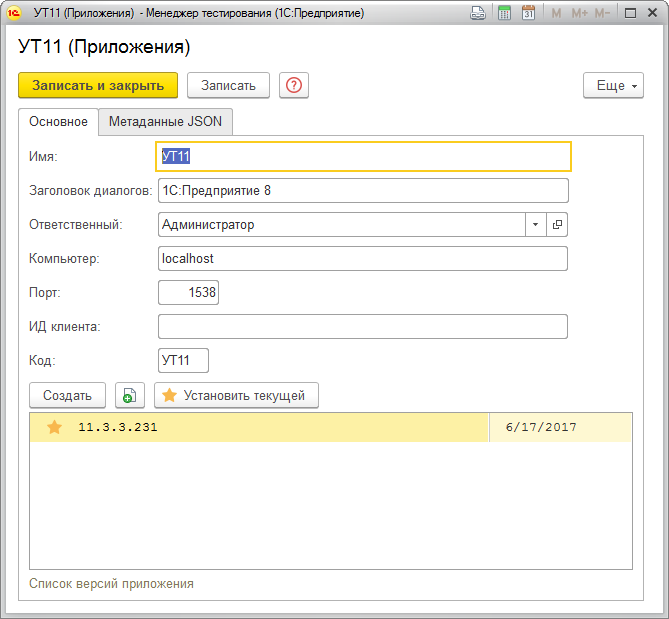 УТ11 (Приложения) - Менеджер тестирования (1С:Предприятие)
31 M M+ M-
УТ11 (Приложения)
Записать и закрыть Записать ? Еще
Основное Метаданные JSON
Имя: УТ11
Заголовок диалогов: 1С:Предприятие 8
Ответственный: Администратор
Компьютер: localhost
Порт: 1538
ИД клиента:
Код: УТ11
Создать Установить текущей
11.3.3.231 6/17/2017
Список версий приложения